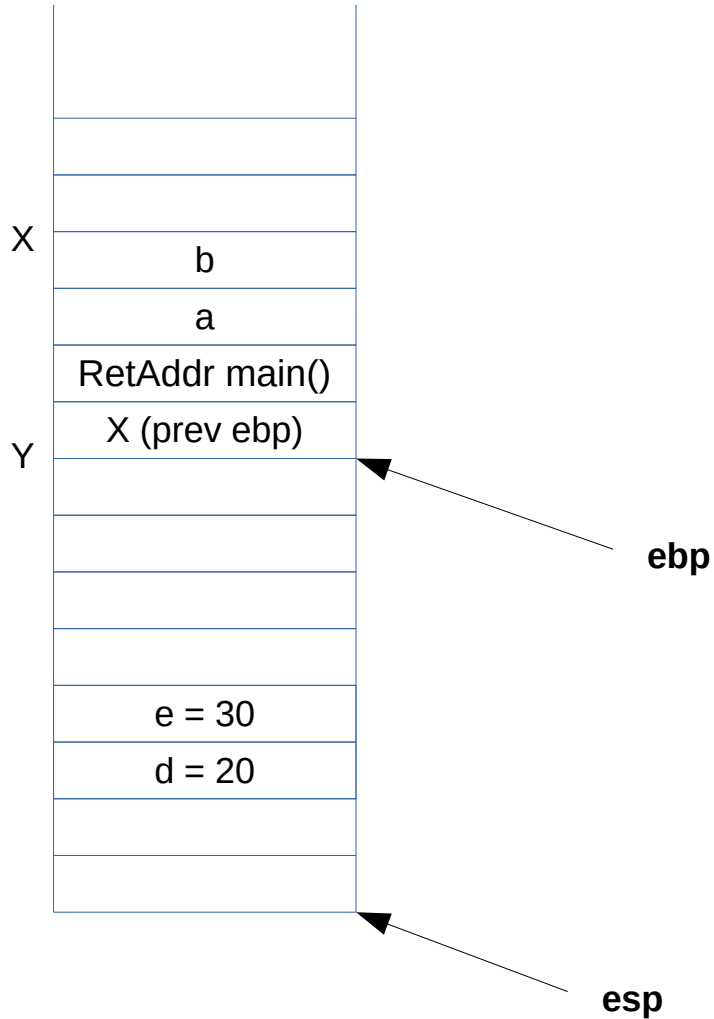 X
b
a
RetAddr main()
X (prev ebp)
Y
ebp
e = 30
d = 20
esp